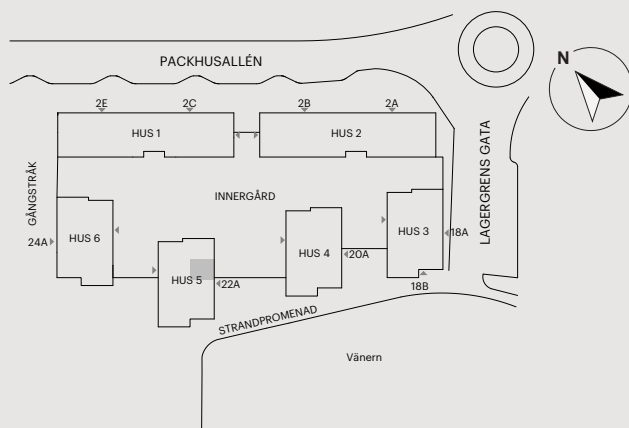 PACKHUSALLÉN
N
2E
2C
2B
2A
HUS 1
HUS 2
LAGERGRENS GATA
GÅNGSTRÅK
INNERGÅRD
24A
HUS 6
HUS 3
18A
HUS 4
20A
HUS 5
22A
18B
STRANDPROMENAD
Vänern